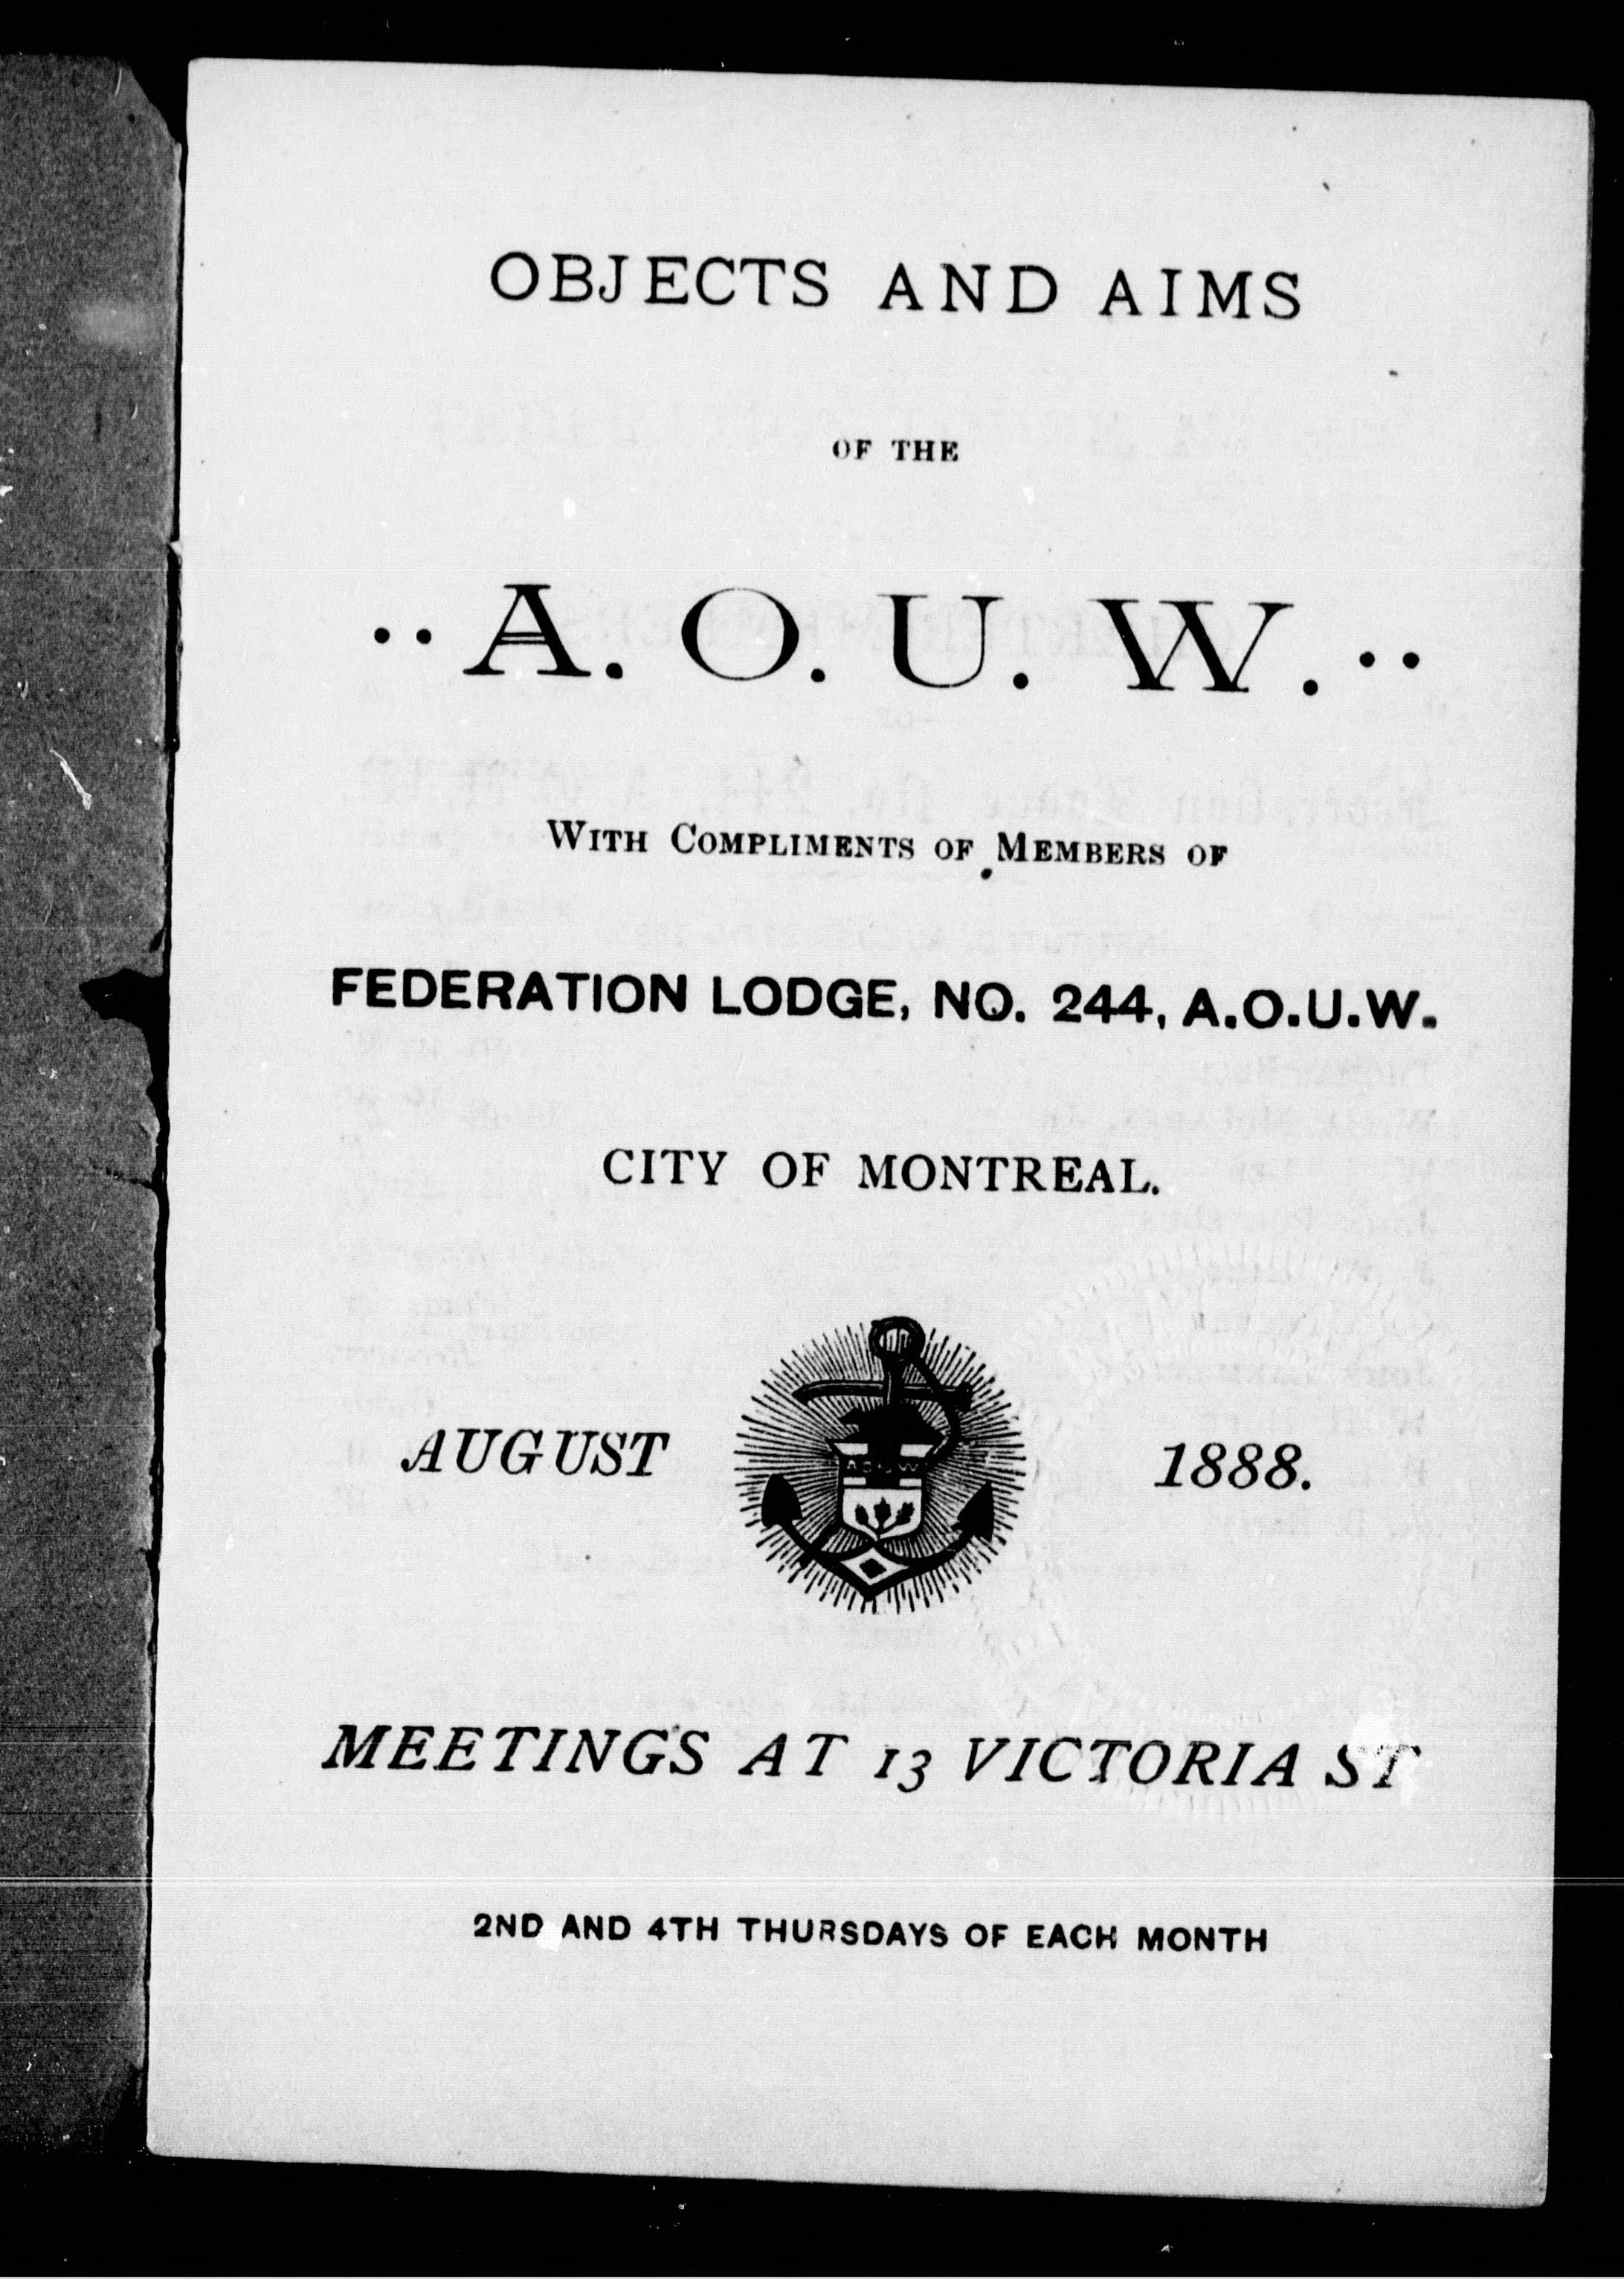 OBJECTS AND AIMS
OF THE
··A. O. U. W.··
WITH COMPLIMENTS OF MEMBERS OF
FEDERATION LODGE, NO. 244, A.O.U.W.
CITY OF MONTREAL.
AUGUST 1888.
MEETINGS AT 13 VICTORIA ST
2ND AND 4TH THURSDAYS OF EACH MONTH